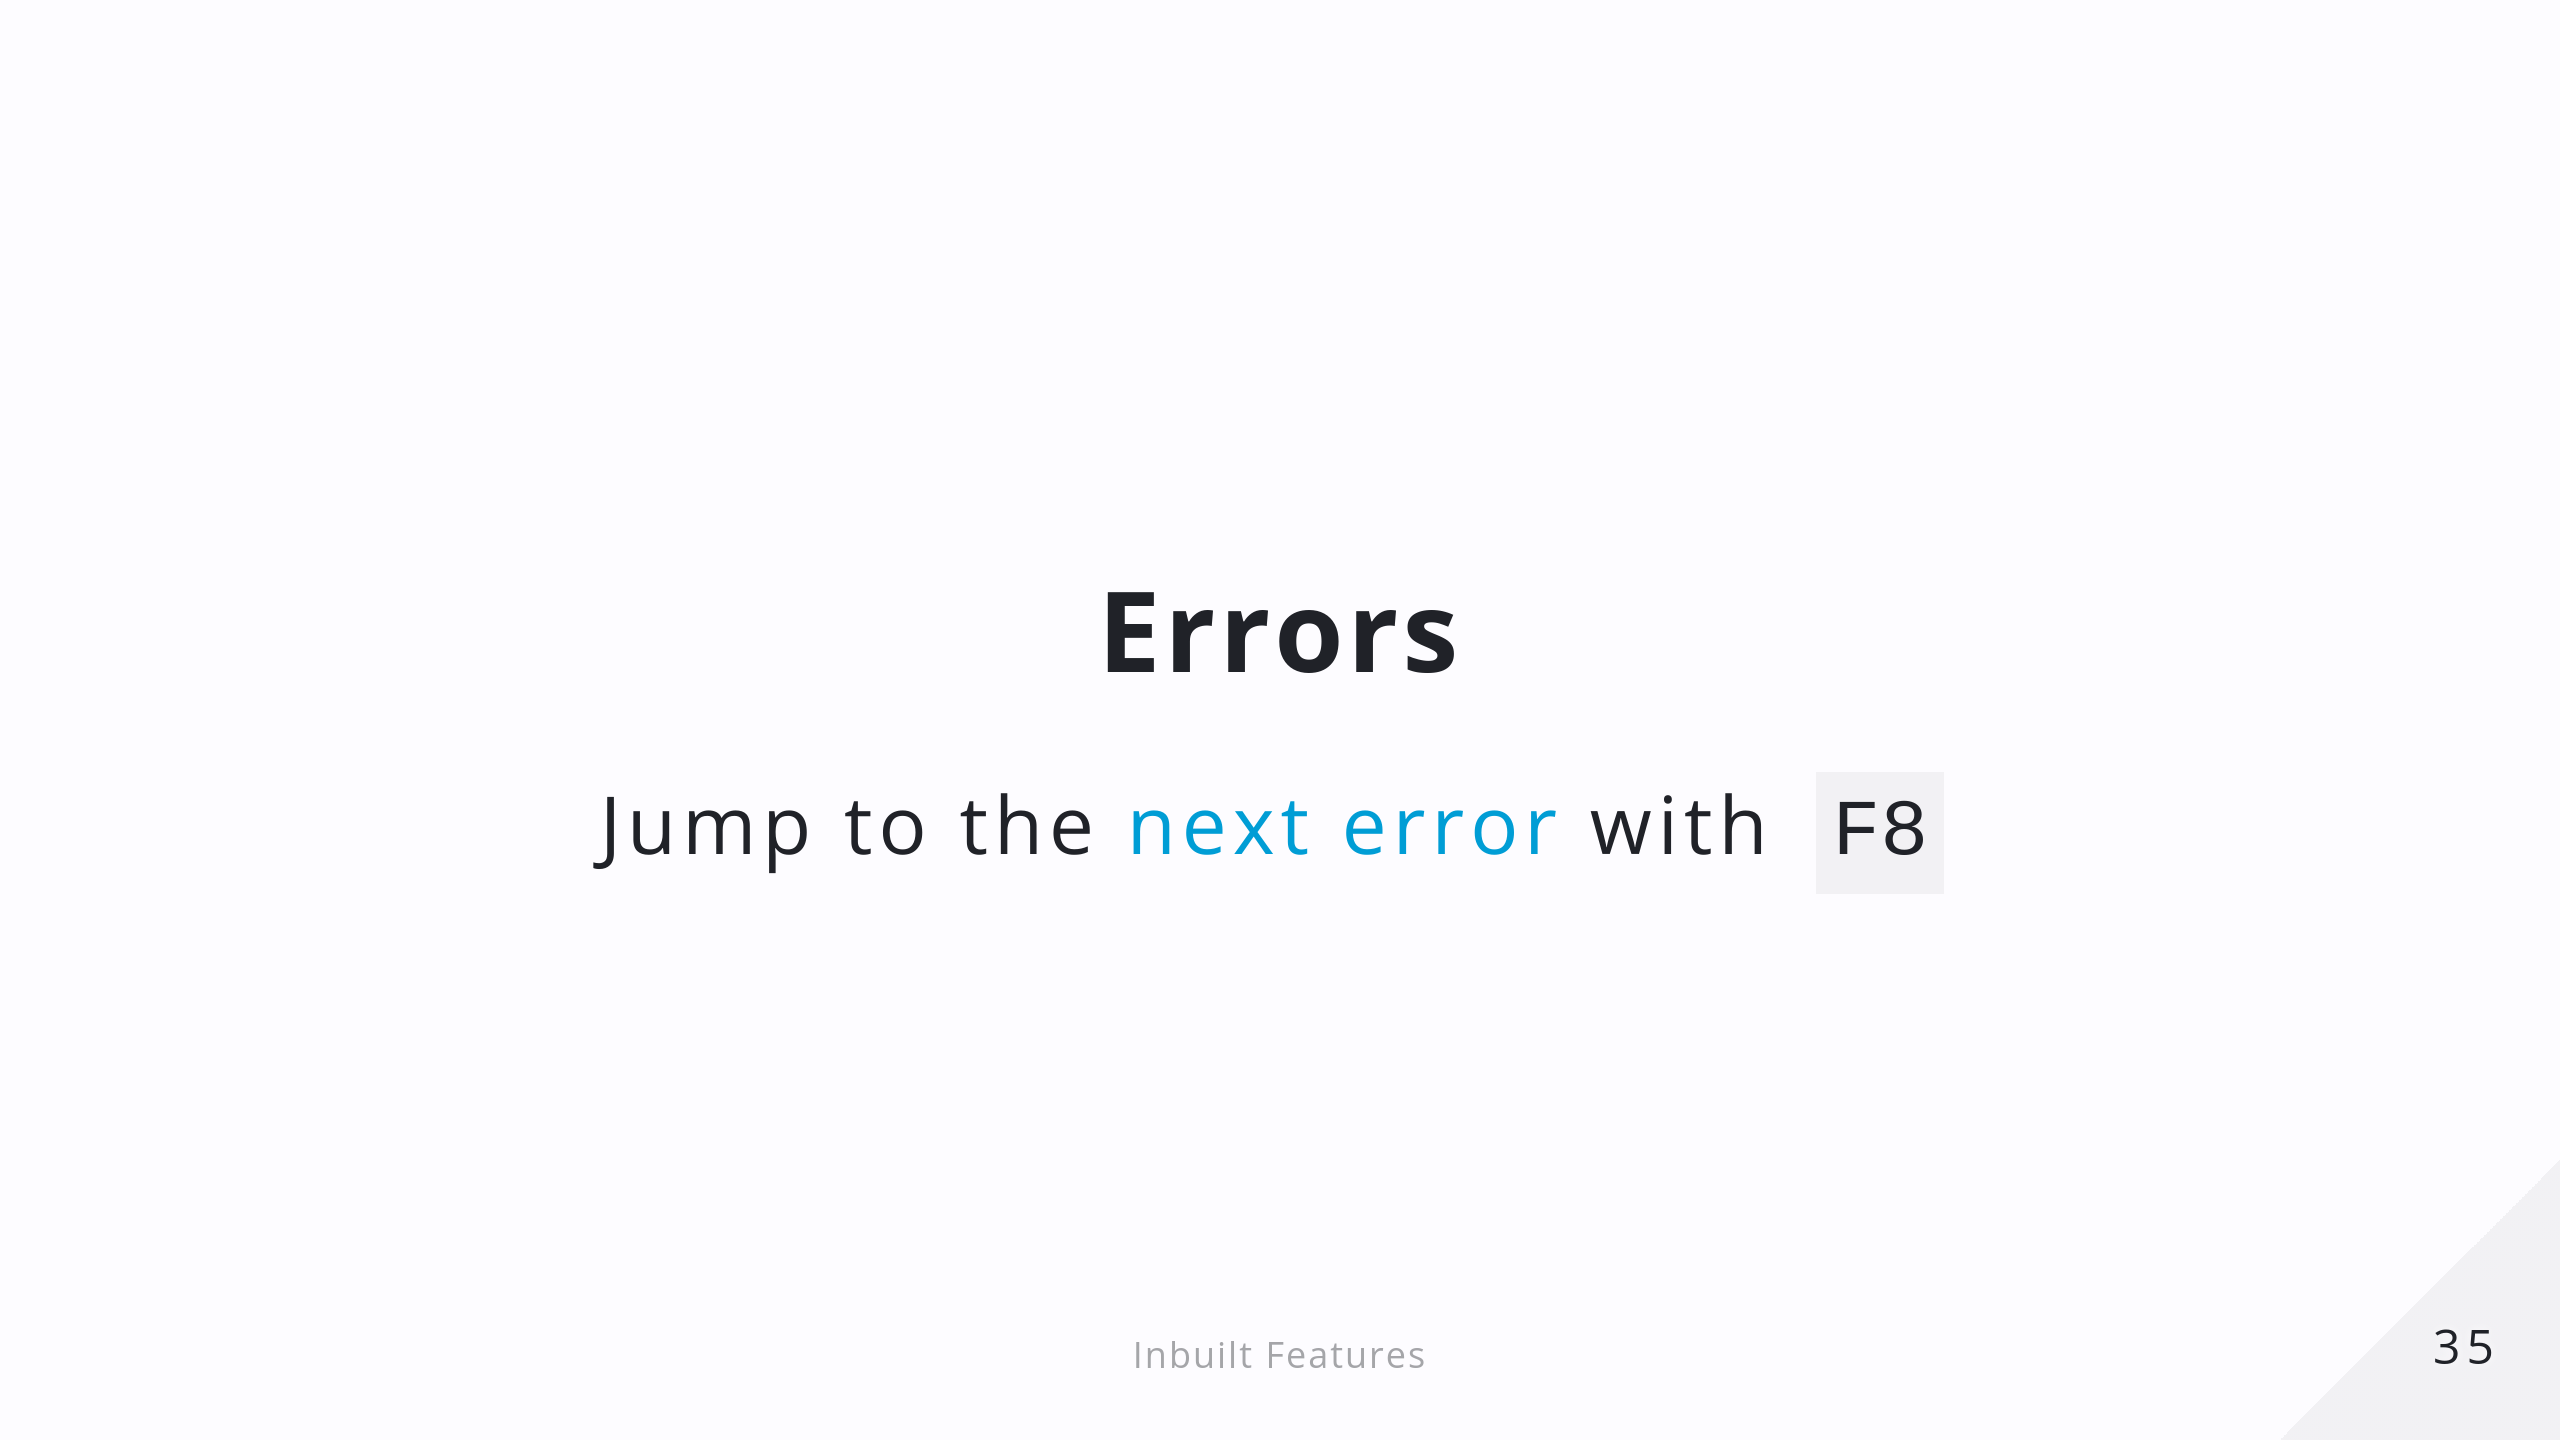 Errors
Jump to the next error with F8
Inbuilt Features
35